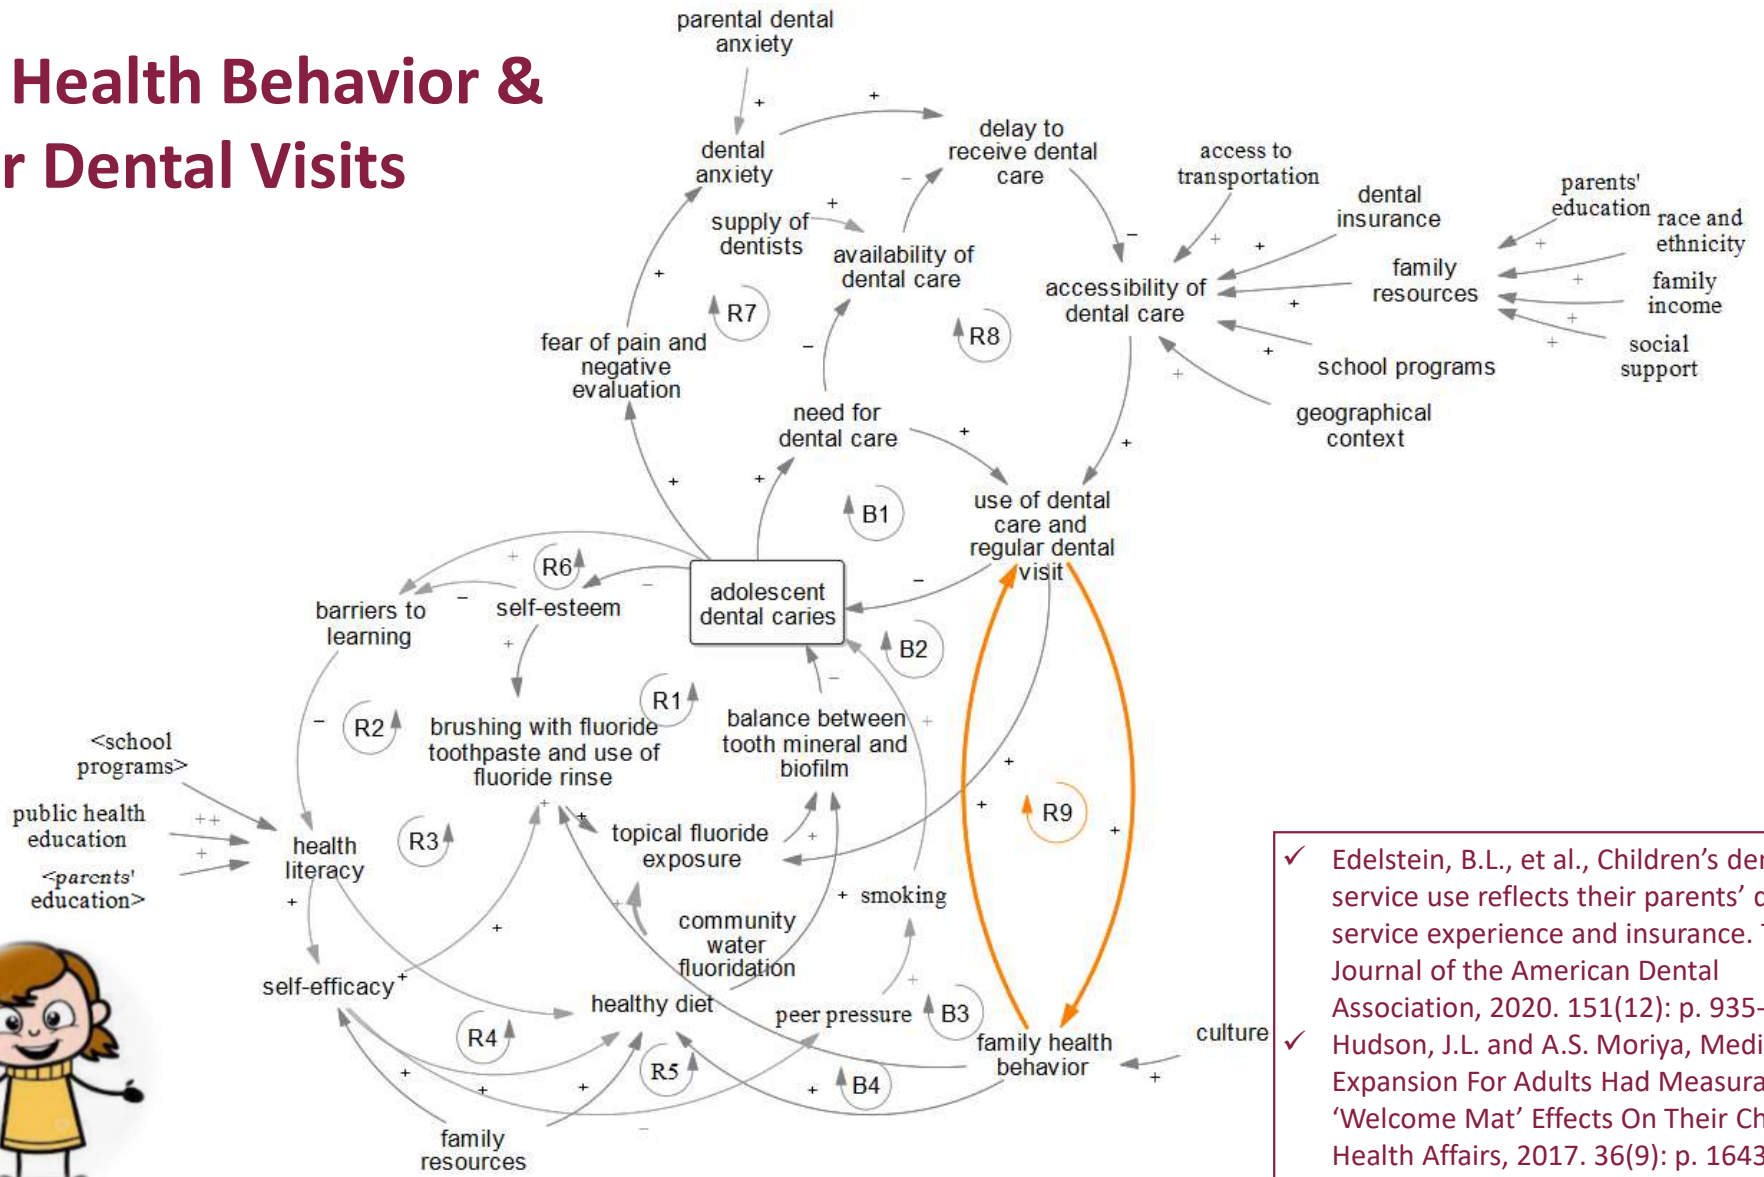 Health Behavior &
r Dental Visits
parental dental
anxiety
+
+
dental
anxiety
delay to
receive dental
care
access to
transportation
dental
insurance
parents'
education
race and
ethnicity
supply of
dentists
+
−
availability of
dental care
−
+
+
+
family
resources
+
family
income
+
accessibility of
dental care
+
+
+
social
support
+
R7
R8
fear of pain and
negative
evaluation
−
+
school programs
+
geographical
context
need for
dental care
+
+
+
+
B1
use of dental
care and
regular dental
visit
R6
+
−
−
−
adolescent
dental caries
barriers to
learning
self-esteem
+
B2
R1
−
R2
−
brushing with fluoride
toothpaste and use of
fluoride rinse
balance between
tooth mineral and
biofilm
+
<school
programs>
public health
education
++
+
<parents'
education>
health
literacy
R3
+
+
topical fluoride
exposure
+
+
+
R9
+
+
+
smoking
+
community
water
fluoridation
+
self-efficacy
+
healthy diet
peer pressure
+
B3
R4
family health
behavior
culture
+
R5
B4
+
+
+
+
−
family
resources
✓ Edelstein, B.L., et al., Children’s
service use reflects their parents’
service experience and insurance.
Journal of the American Dental
Association, 2020. 151(12): p. 935-
✓ Hudson, J.L. and A.S. Moriya,
Expansion For Adults Had
‘Welcome Mat’ Effects On Their
Health Affairs, 2017. 36(9): p. 1643